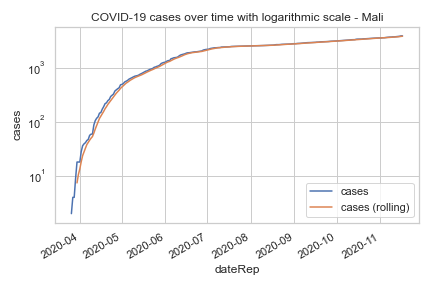 COVID-19 cases over time with logarithmic scale - Mali
cases
10³
10²
10¹
cases
cases (rolling)
2020-04
2020-05
2020-06
2020-07
2020-08
2020-09
2020-10
2020-11
dateRep